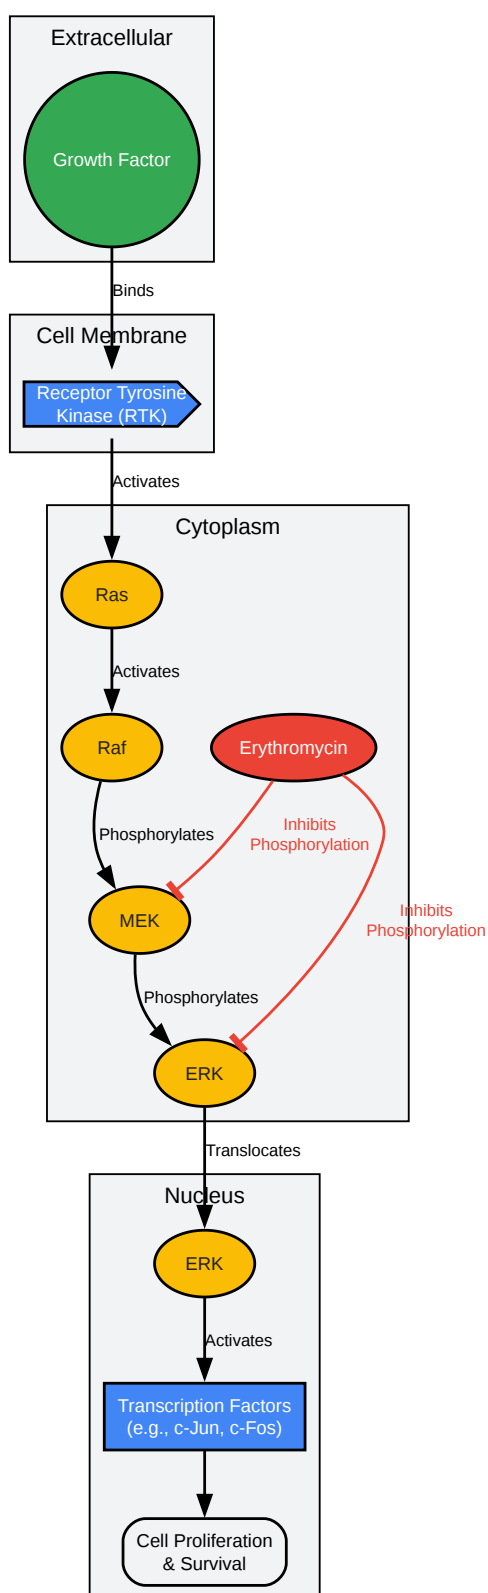 Extracellular
Growth Factor
Binds
Cell Membrane
Receptor Tyrosine
Kinase (RTK)
Activates
Cytoplasm
Ras
Activates
Raf
Erythromycin
Phosphorylates
Inhibits
Phosphorylation
MEK
Inhibits
Phosphorylation
Phosphorylates
ERK
Translocates
Nucleus
ERK
Activates
Transcription Factors
(e.g., c-Jun, c-Fos)
Cell Proliferation
& Survival